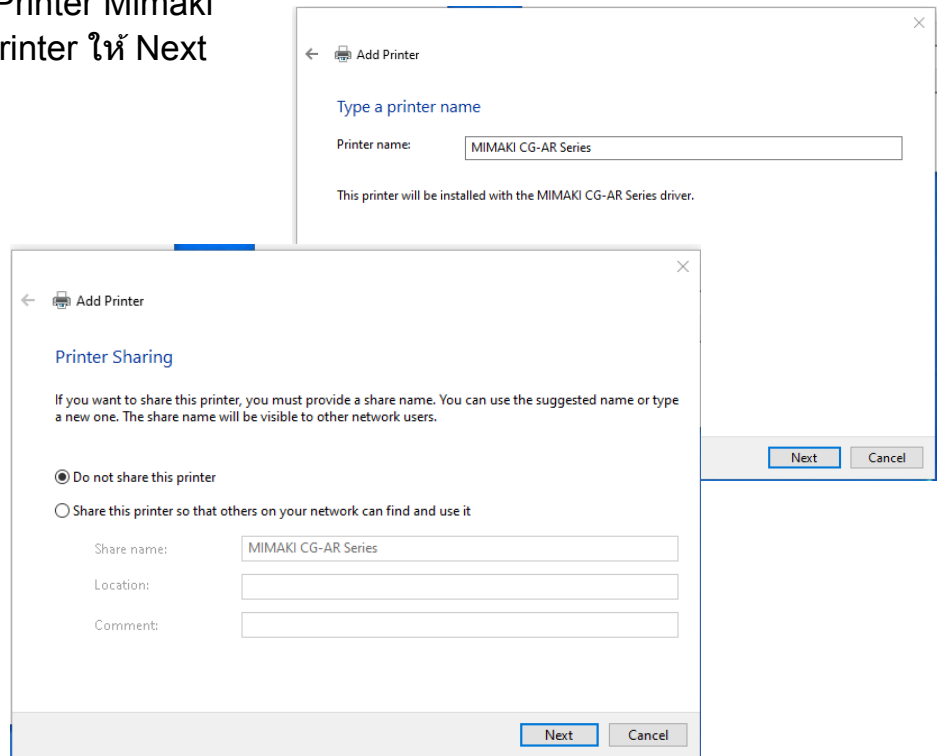 Printer Mimaki
rinter ให้ Next
Add Printer
Type a printer name
Printer name:
MIMAKI CG-AR Series
This printer will be installed with the MIMAKI CG-AR Series driver.
Next
Cancel
Add Printer
Printer Sharing
If you want to share this printer, you must provide a share name. You can use the suggested name or type
a new one. The share name will be visible to other network users.
Do not share this printer
Share this printer so that others on your network can find and use it
Share name:
MIMAKI CG-AR Series
Location:
Comment:
Next
Cancel